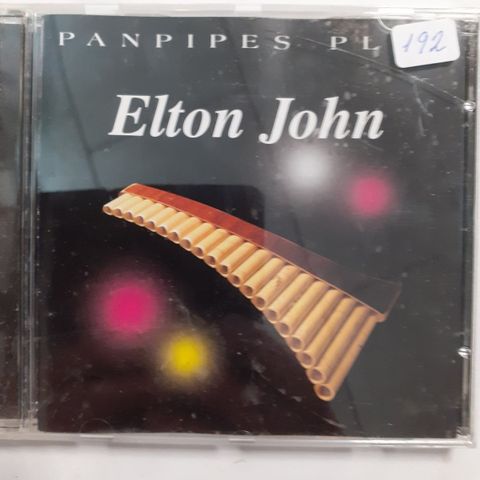 PANPIPES PL
192
Elton John